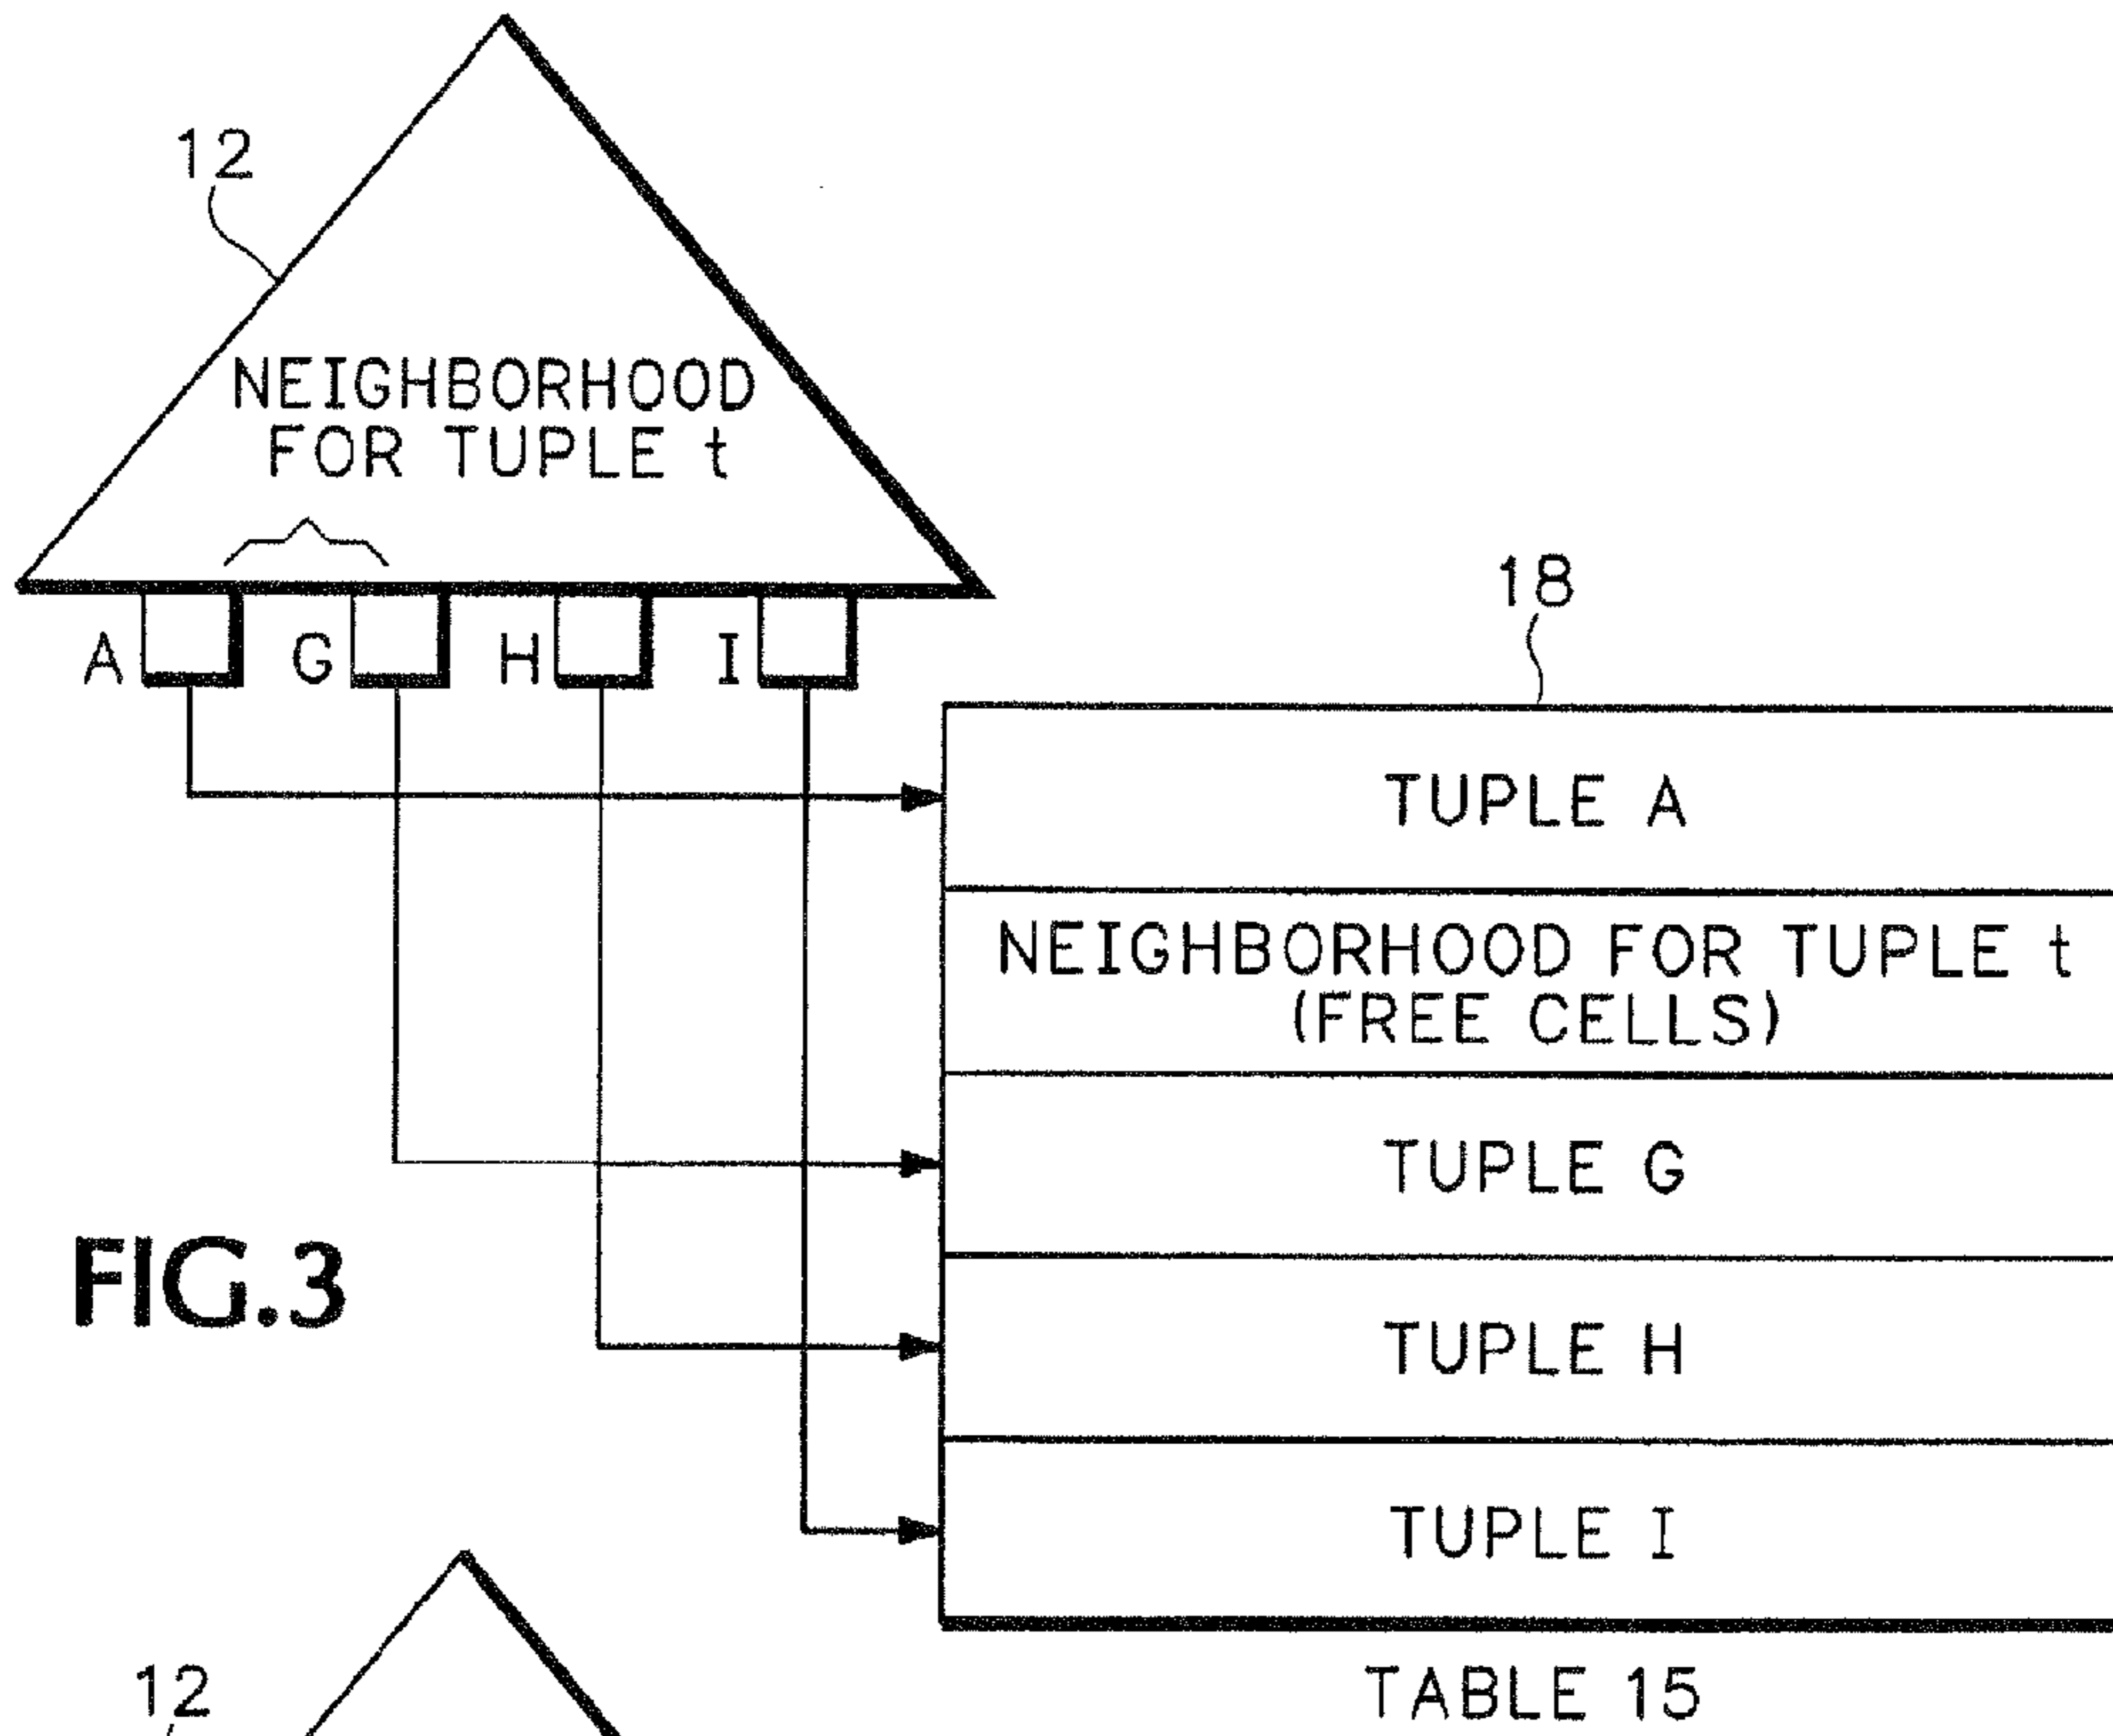 12
NEIGHBORHOOD
FOR TUPLE t
A G H I
18
TUPLE A
NEIGHBORHOOD FOR TUPLE t
(FREE CELLS)
TUPLE G
TUPLE H
TUPLE I
FIG.3
TABLE 15
12